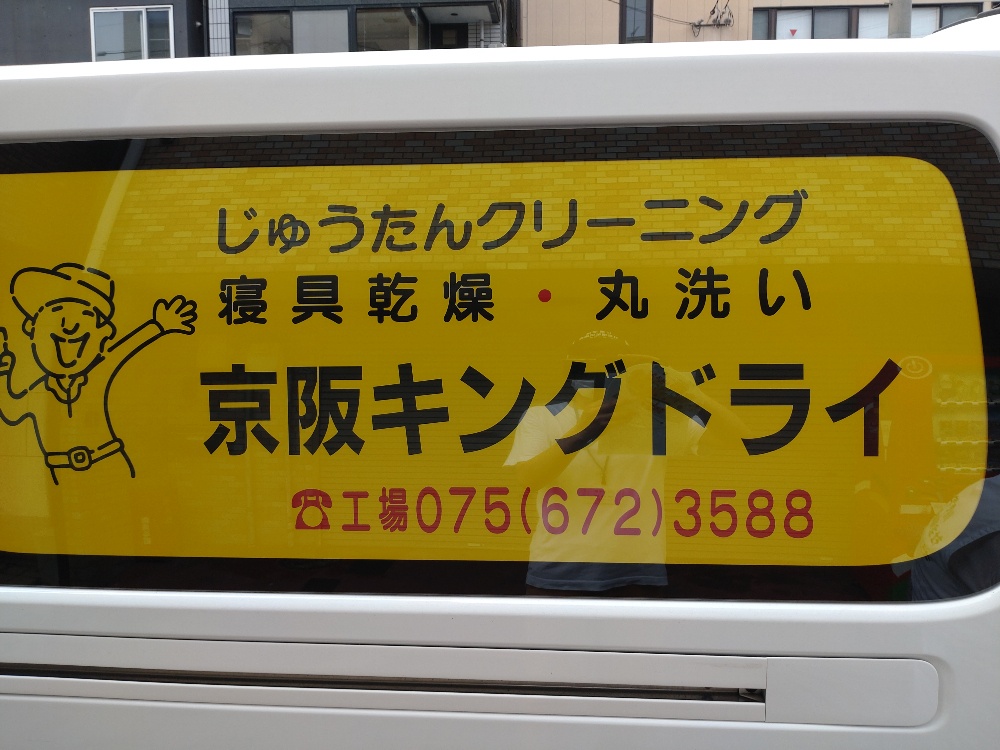 じゅうたんクリーニング
寝具乾燥・丸洗い
京阪キングドライ
☎工場075(672)3588